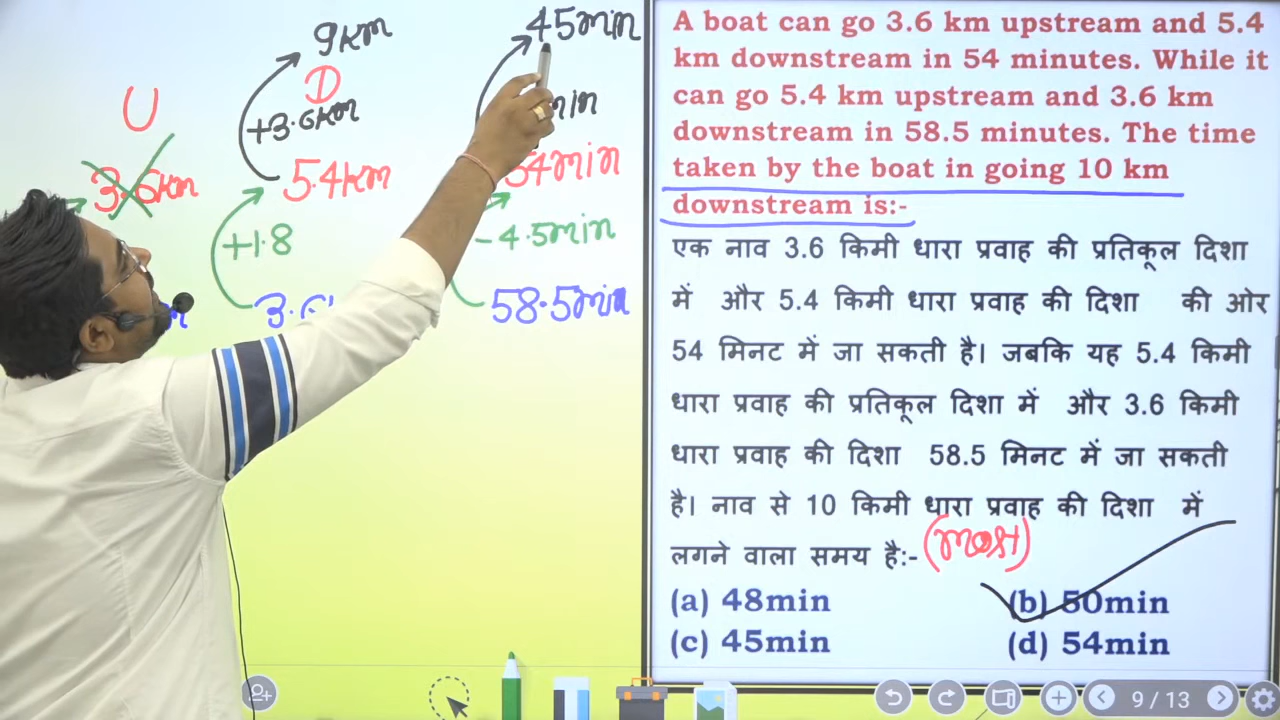 9km
45min
U
D
+3.6km
min
3.6km
5.4km
54min
+1.8
-4.5min
58.5min
A boat can go 3.6 km upstream and 5.4
km downstream in 54 minutes. While it
can go 5.4 km upstream and 3.6 km
downstream in 58.5 minutes. The time
taken by the boat in going 10 km
downstream is:-
एक नाव 3.6 किमी धारा प्रवाह की प्रतिकूल दिशा
में और 5.4 किमी धारा प्रवाह की दिशा की ओर
54 मिनट में जा सकती है। जबकि यह 5.4 किमी
धारा प्रवाह की प्रतिकूल दिशा में और 3.6 किमी
धारा प्रवाह की दिशा 58.5 मिनट में जा सकती
है। नाव से 10 किमी धारा प्रवाह की दिशा में
लगने वाला समय है:-
(a) 48min
(b) 50min
(c) 45min
(d) 54min
9 / 13